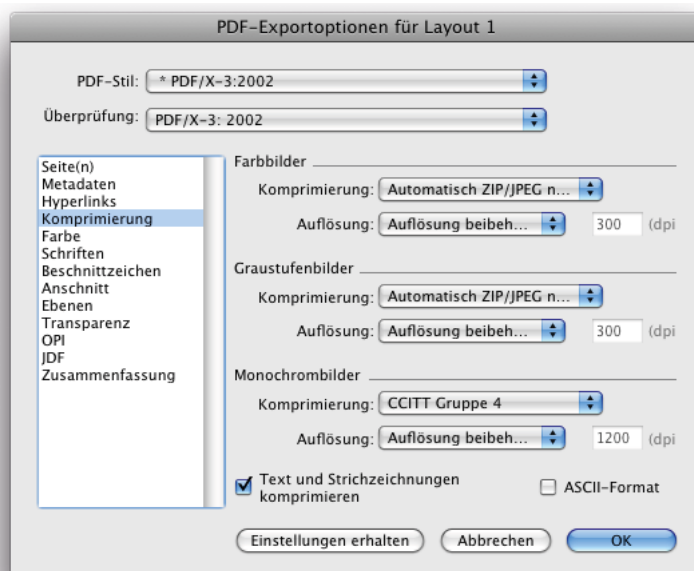 PDF-Exportoptionen für Layout 1
PDF-Stil: * PDF/X-3:2002
Überprüfung: PDF/X-3: 2002
Seite(n)
Metadaten
Hyperlinks
Komprimierung
Farbe
Schriften
Beschnittzeichen
Anschnitt
Ebenen
Transparenz
OPI
JDF
Zusammenfassung
Farbbilder
Komprimierung: Automatisch ZIP/JPEG n...
Auflösung: Auflösung beibeh... 300 (dpi
Graustufenbilder
Komprimierung: Automatisch ZIP/JPEG n...
Auflösung: Auflösung beibeh... 300 (dpi
Monochrombilder
Komprimierung: CCITT Gruppe 4
Auflösung: Auflösung beibeh... 1200 (dpi
Text und Strichzeichnungen
komprimieren
ASCII-Format
Einstellungen erhalten Abbrechen OK